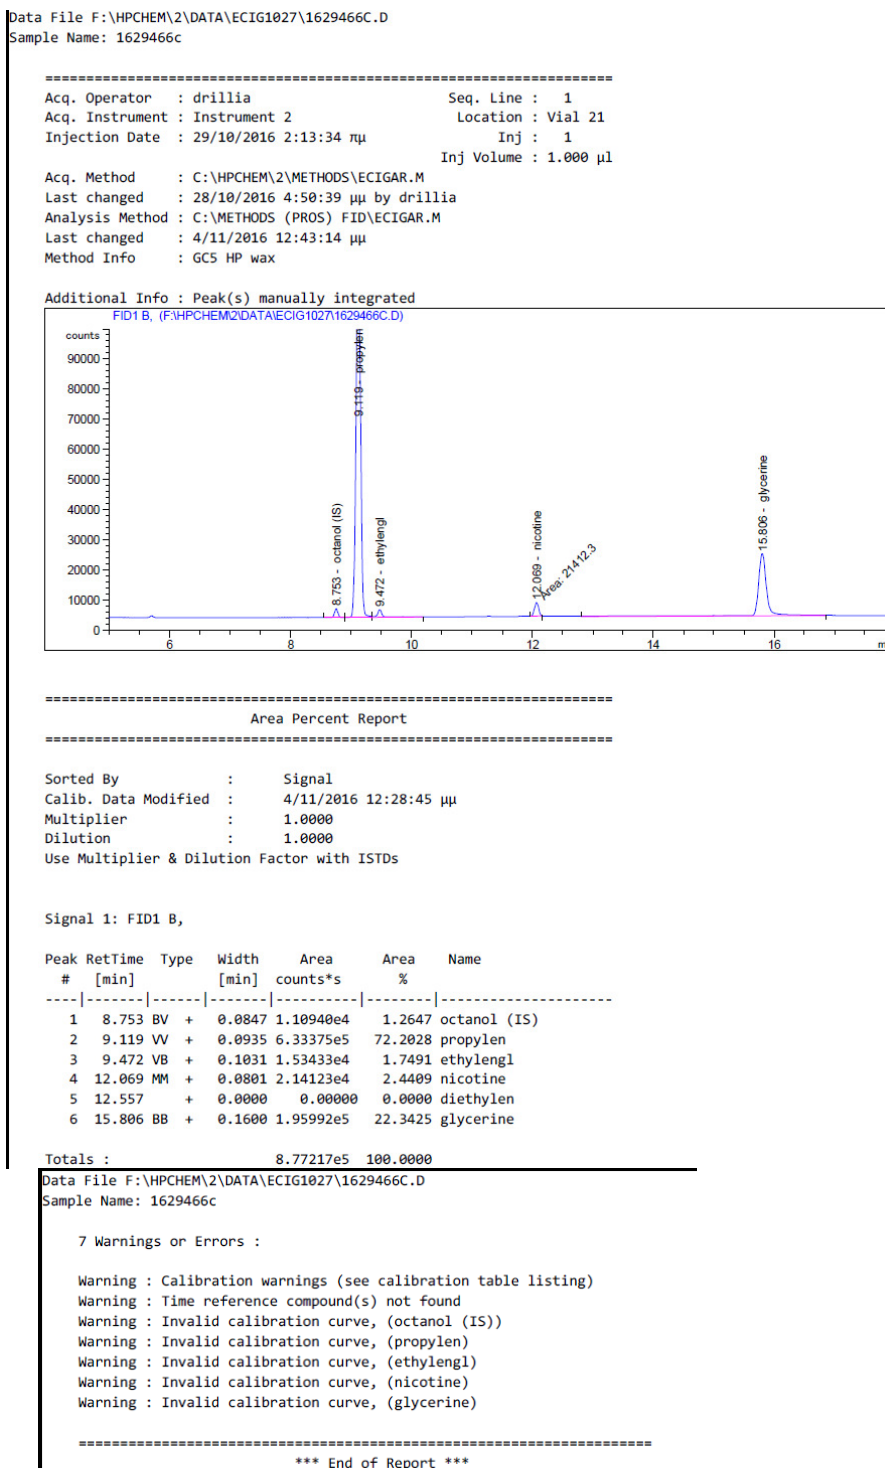 Data File F:\HPCHEM\2\DATA\ECIG1027\1629466C.D
Sample Name: 1629466c
=====================================================================
Acq. Operator   : drillia                                Seq. Line :   1
Acq. Instrument : Instrument 2                            Location : Vial 21
Injection Date  : 29/10/2016 2:13:34 πμ                        Inj :   1
Inj Volume : 1.000 µl
Acq. Method     : C:\HPCHEM\2\METHODS\ECIGAR.M
Last changed    : 28/10/2016 4:50:39 μμ by drillia
Analysis Method : C:\METHODS (PROS) FID\ECIGAR.M
Last changed    : 4/11/2016 12:43:14 μμ
Method Info     : GC5 HP wax
Additional Info : Peak(s) manually integrated
FID1 B, (F:\HPCHEM\2\DATA\ECIG1027\1629466C.D)
counts
90000
80000
70000
60000
50000
40000
30000
20000
10000
0
8.753 - octanol (IS)
9.119 - propylen
9.472 - ethylengl
12.069 - nicotine
Area: 21412.3
15.806 - glycerine
6 8 10 12 14 16 m
=====================================================================
Area Percent Report
=====================================================================
Sorted By             :      Signal
Calib. Data Modified  :      4/11/2016 12:28:45 μμ
Multiplier            :      1.0000
Dilution              :      1.0000
Use Multiplier & Dilution Factor with ISTDs
Signal 1: FID1 B,
Peak RetTime  Type   Width     Area      Area    Name
#   [min]          [min]  counts*s     %
----|-------|------|-------|----------|--------|---------------------
1   8.753 BV  +   0.0847 1.10940e4    1.2647 octanol (IS)
2   9.119 VV  +   0.0935 6.33375e5   72.2028 propylen
3   9.472 VB  +   0.1031 1.53433e4    1.7491 ethylengl
4  12.069 MM  +   0.0801 2.14123e4    2.4409 nicotine
5  12.557     +   0.0000    0.00000   0.0000 diethylen
6  15.806 BB  +   0.1600 1.95992e5   22.3425 glycerine
Totals :                    8.77217e5  100.0000
Data File F:\HPCHEM\2\DATA\ECIG1027\1629466C.D
Sample Name: 1629466c
7 Warnings or Errors :
Warning : Calibration warnings (see calibration table listing)
Warning : Time reference compound(s) not found
Warning : Invalid calibration curve, (octanol (IS))
Warning : Invalid calibration curve, (propylen)
Warning : Invalid calibration curve, (ethylengl)
Warning : Invalid calibration curve, (nicotine)
Warning : Invalid calibration curve, (glycerine)
=====================================================================
*** End of Report ***